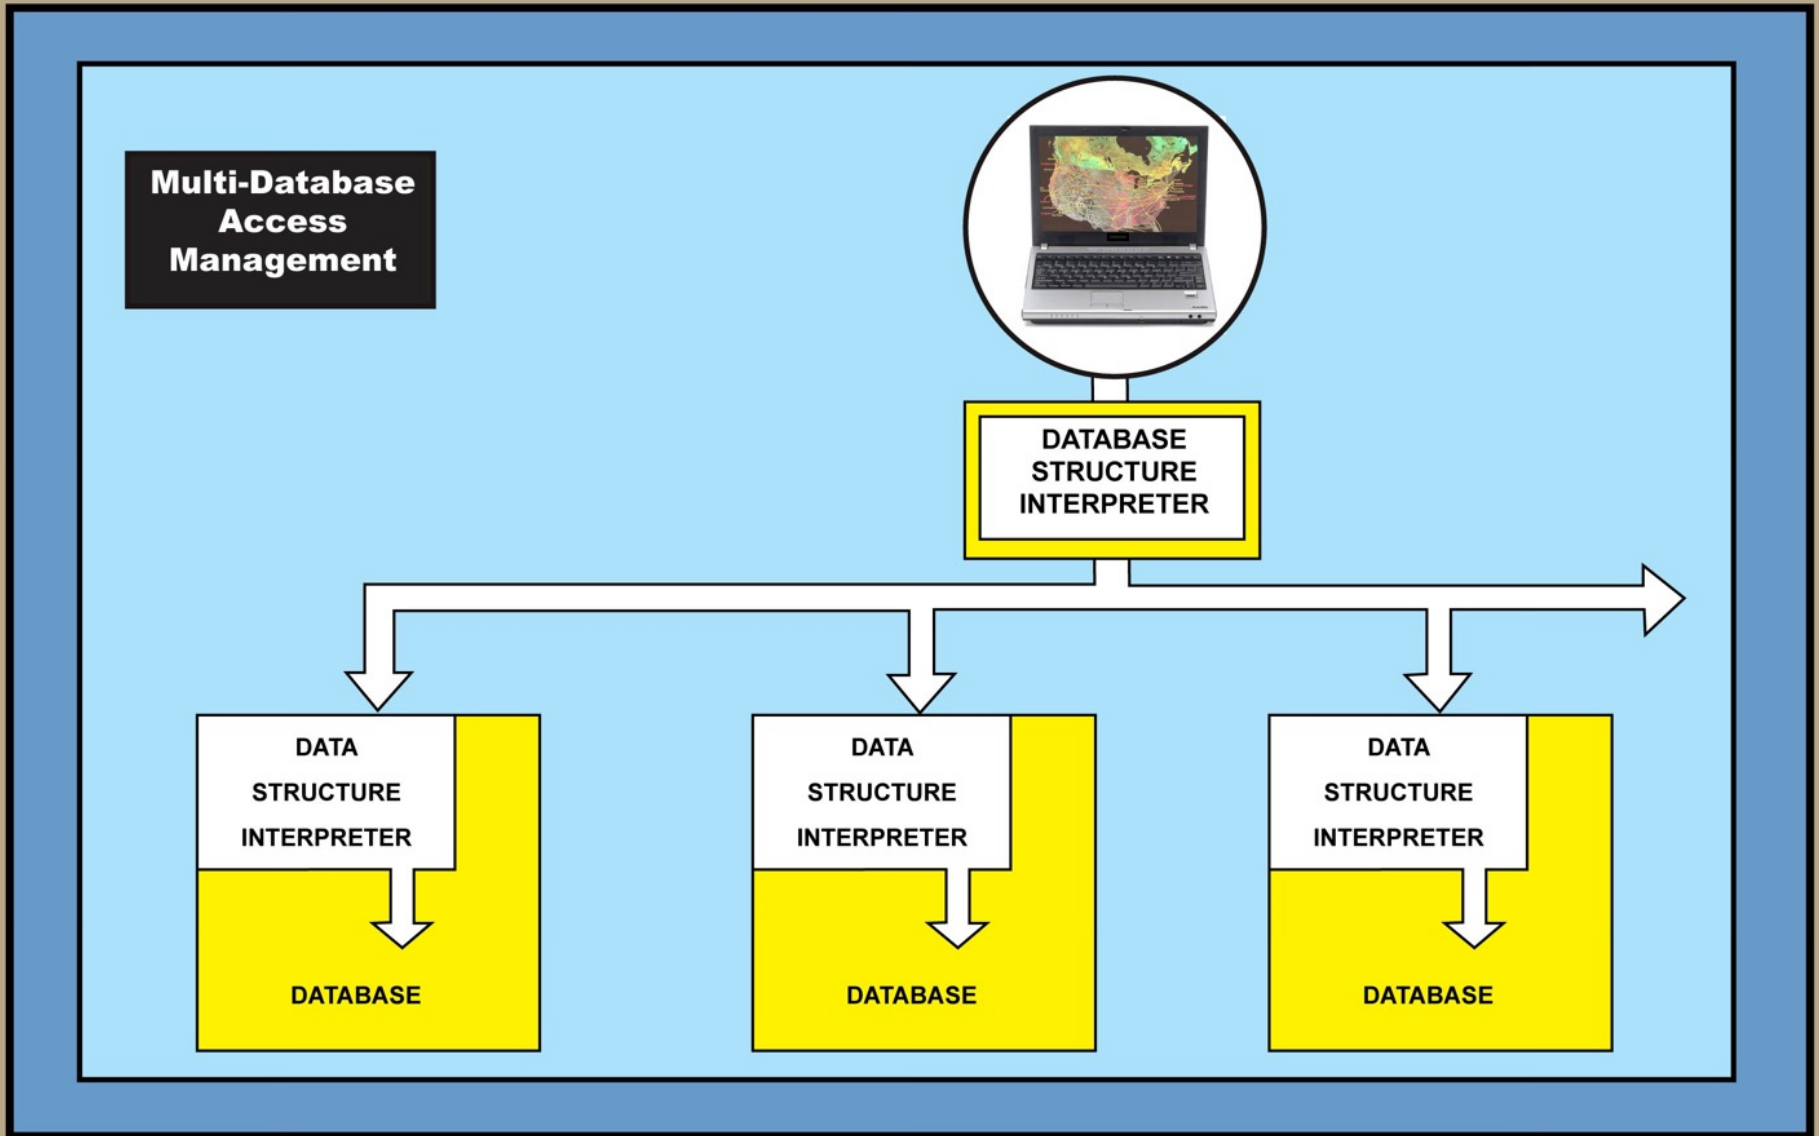 Multi-Database
Access
Management
DATABASE
STRUCTURE
INTERPRETER
DATA
STRUCTURE
INTERPRETER
DATABASE
DATA
STRUCTURE
INTERPRETER
DATABASE
DATA
STRUCTURE
INTERPRETER
DATABASE